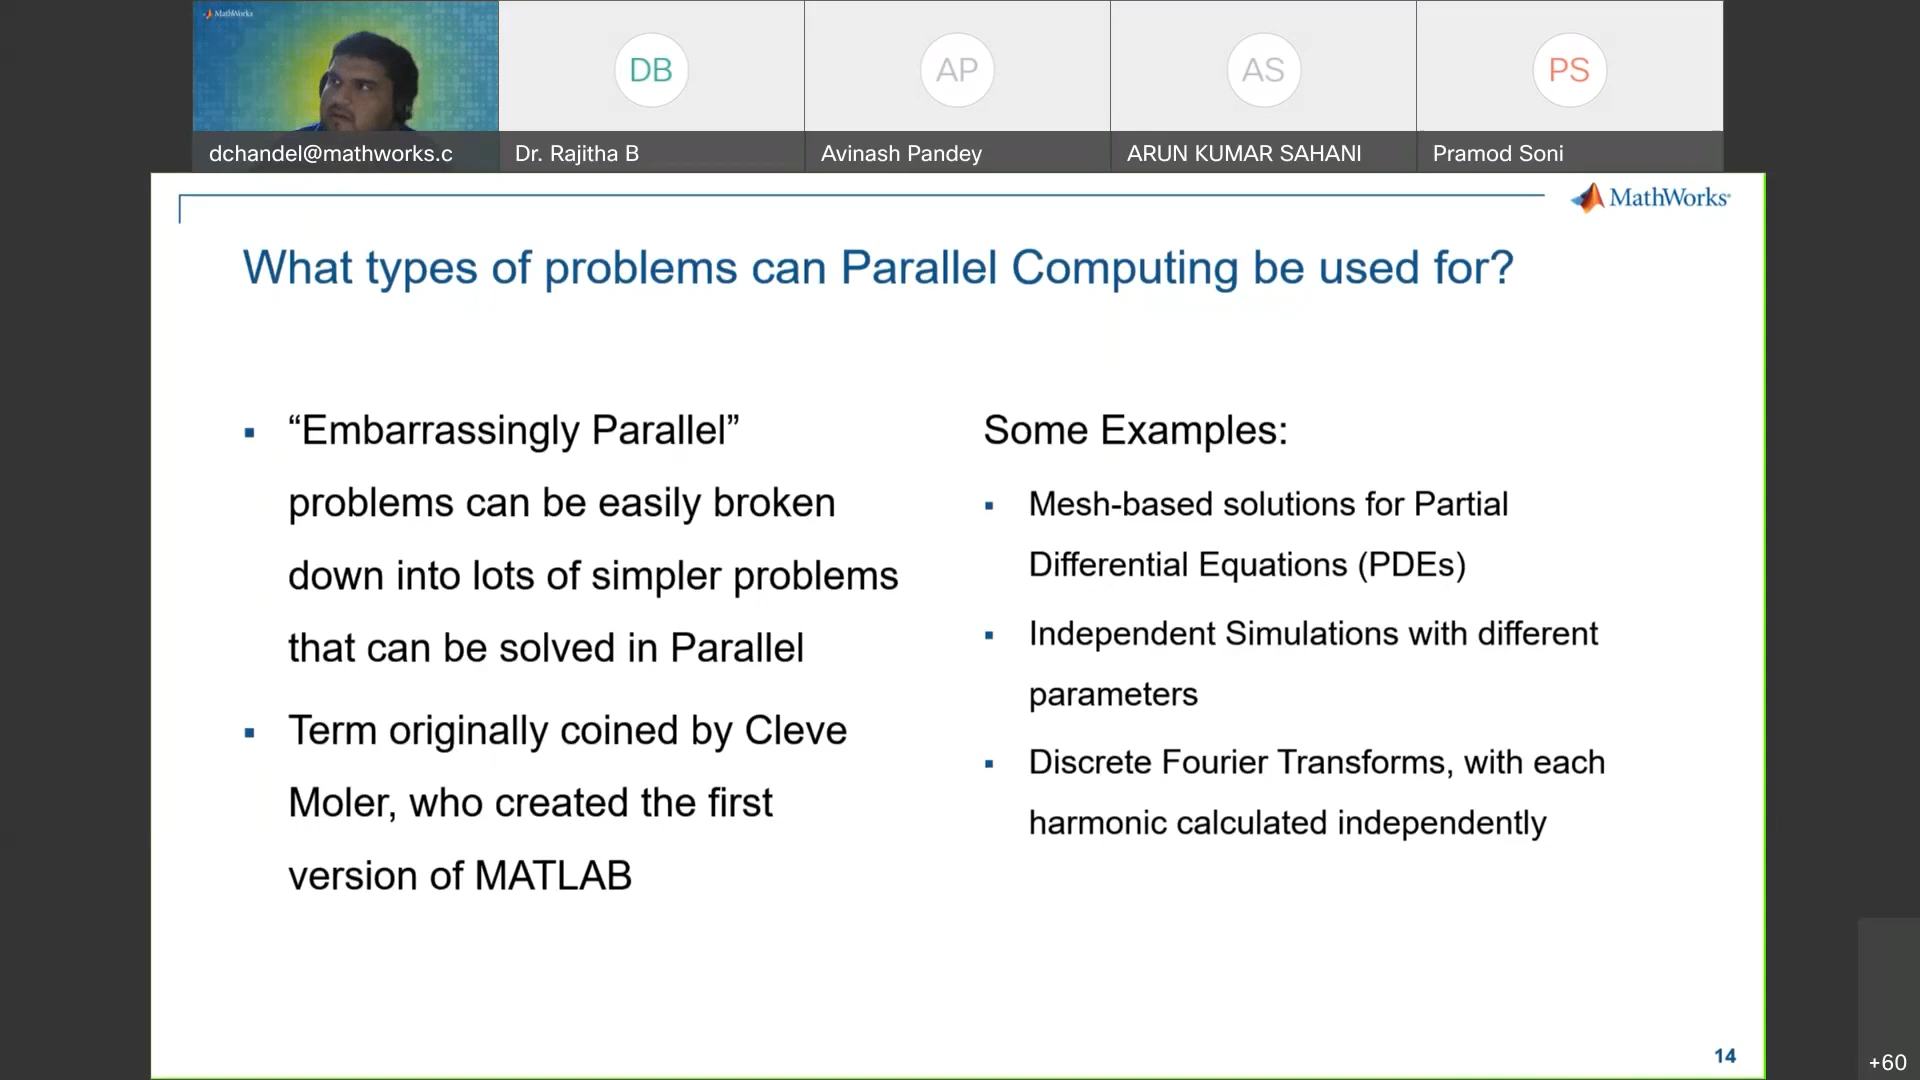 MathWorks
DB
AP
AS
PS
dchandel@mathworks.c
Dr. Rajitha B
Avinash Pandey
ARUN KUMAR SAHANI
Pramod Soni
MathWorks®
What types of problems can Parallel Computing be used for?
▪ “Embarrassingly Parallel”
problems can be easily broken
down into lots of simpler problems
that can be solved in Parallel
▪ Term originally coined by Cleve
Moler, who created the first
version of MATLAB
Some Examples:
▪ Mesh-based solutions for Partial
Differential Equations (PDEs)
▪ Independent Simulations with different
parameters
▪ Discrete Fourier Transforms, with each
harmonic calculated independently
14
+60